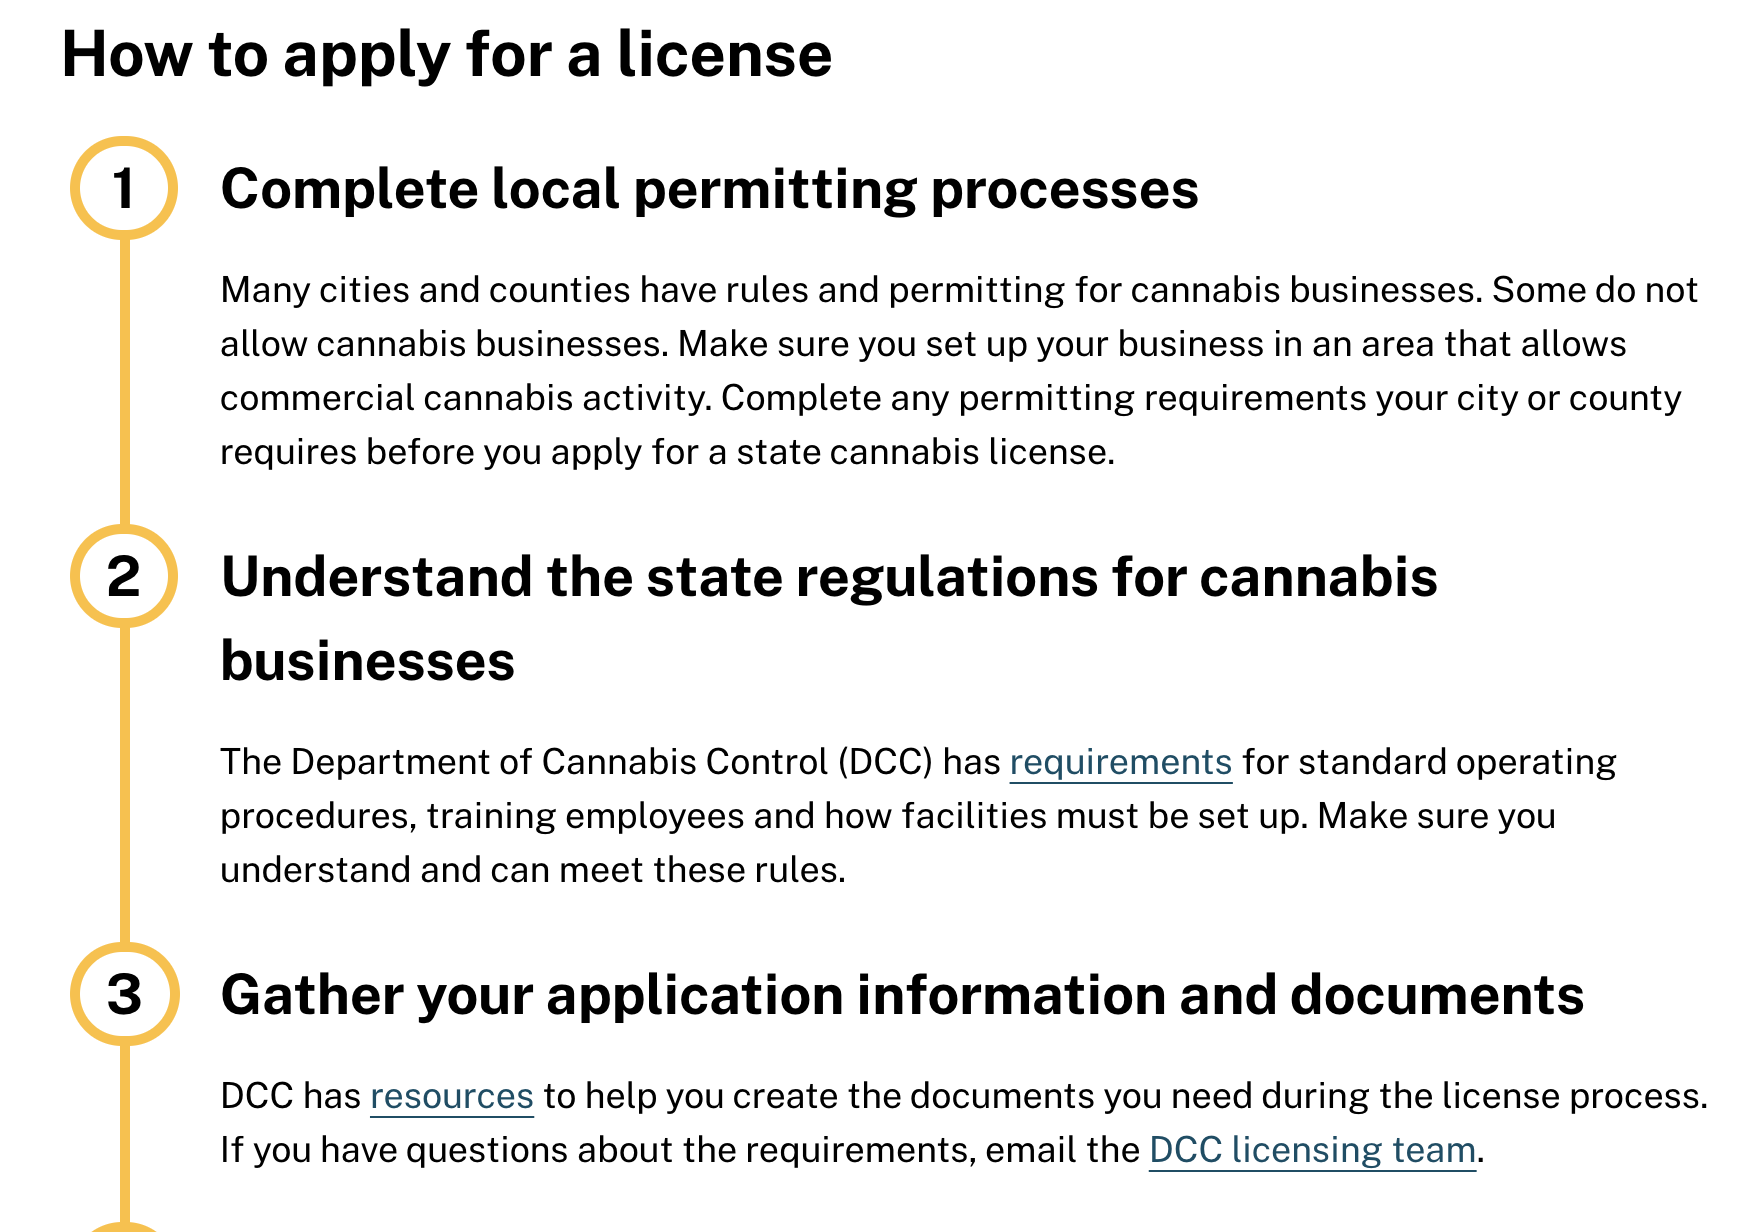 How to apply for a license
1
Complete local permitting processes
Many cities and counties have rules and permitting for cannabis businesses. Some do not
allow cannabis businesses. Make sure you set up your business in an area that allows
commercial cannabis activity. Complete any permitting requirements your city or county
requires before you apply for a state cannabis license.
2
Understand the state regulations for cannabis
businesses
The Department of Cannabis Control (DCC) has requirements for standard operating
procedures, training employees and how facilities must be set up. Make sure you
understand and can meet these rules.
3
Gather your application information and documents
DCC has resources to help you create the documents you need during the license process.
If you have questions about the requirements, email the DCC licensing team.